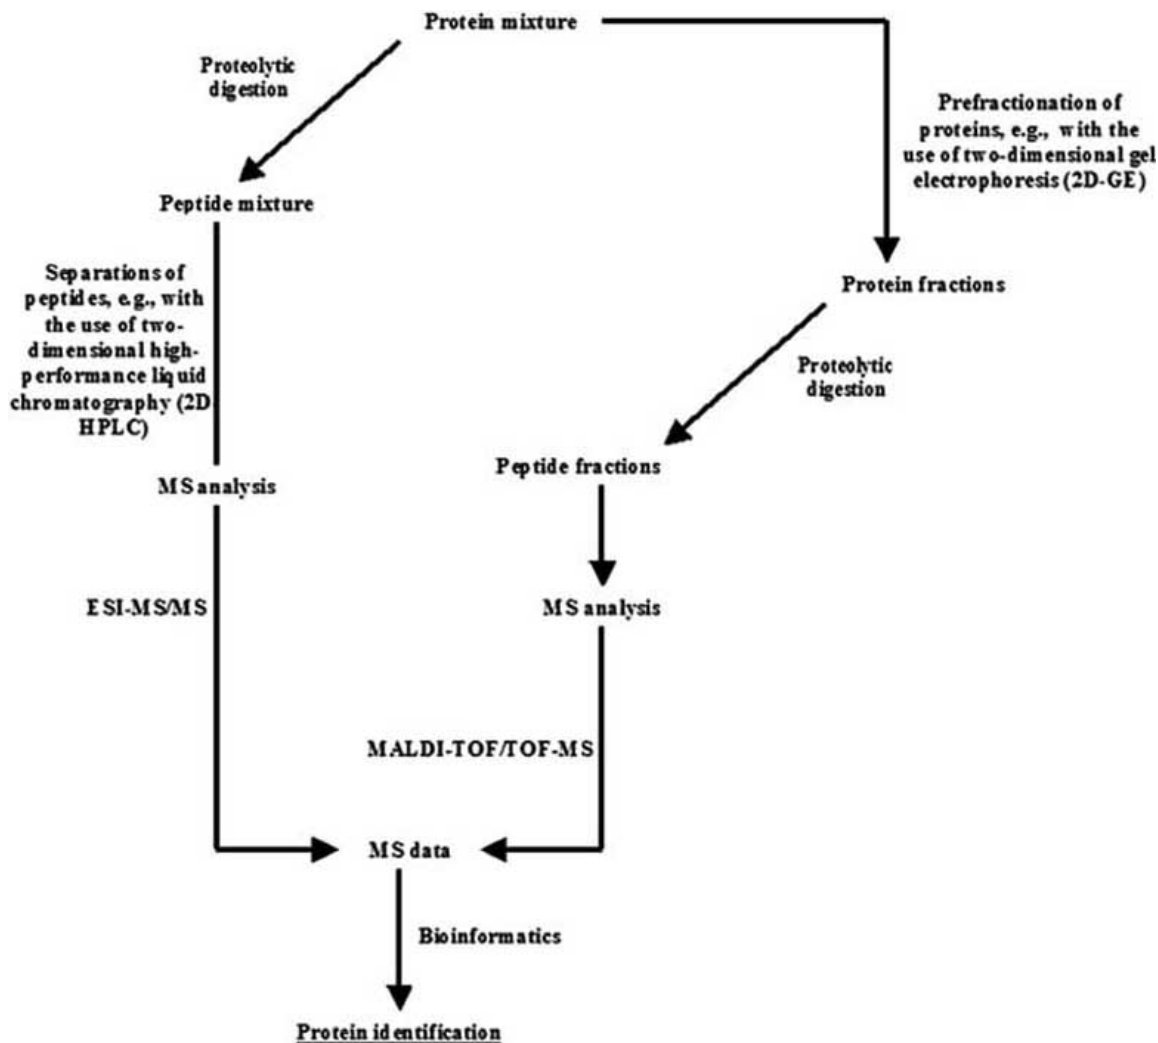 Protein mixture
Proteolytic
digestion
Prefractionation of
proteins, e.g., with the
use of two-dimensional gel
electrophoresis (2D-GE)
Peptide mixture
Separations of
peptides, e.g., with
the use of two-
dimensional high-
performance liquid
chromatography (2D
HPLC)
Protein fractions
Proteolytic
digestion
Peptide fractions
MS analysis
ESI-MS/MS
MS analysis
MALDI-TOF/TOF-MS
MS data
Bioinformatics
Protein identification